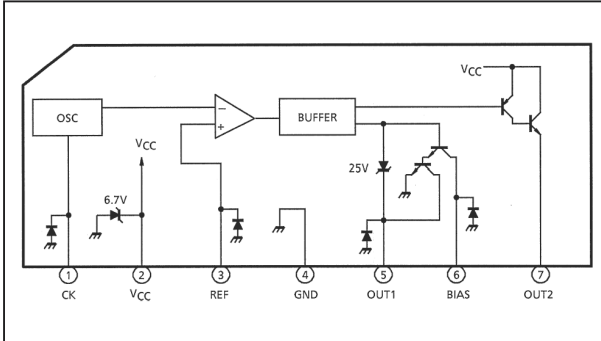 VCC
OSC
BUFFER
VCC
25V
6.7V
1
2
3
4
5
6
7
CK
VCC
REF
GND
OUT1
BIAS
OUT2